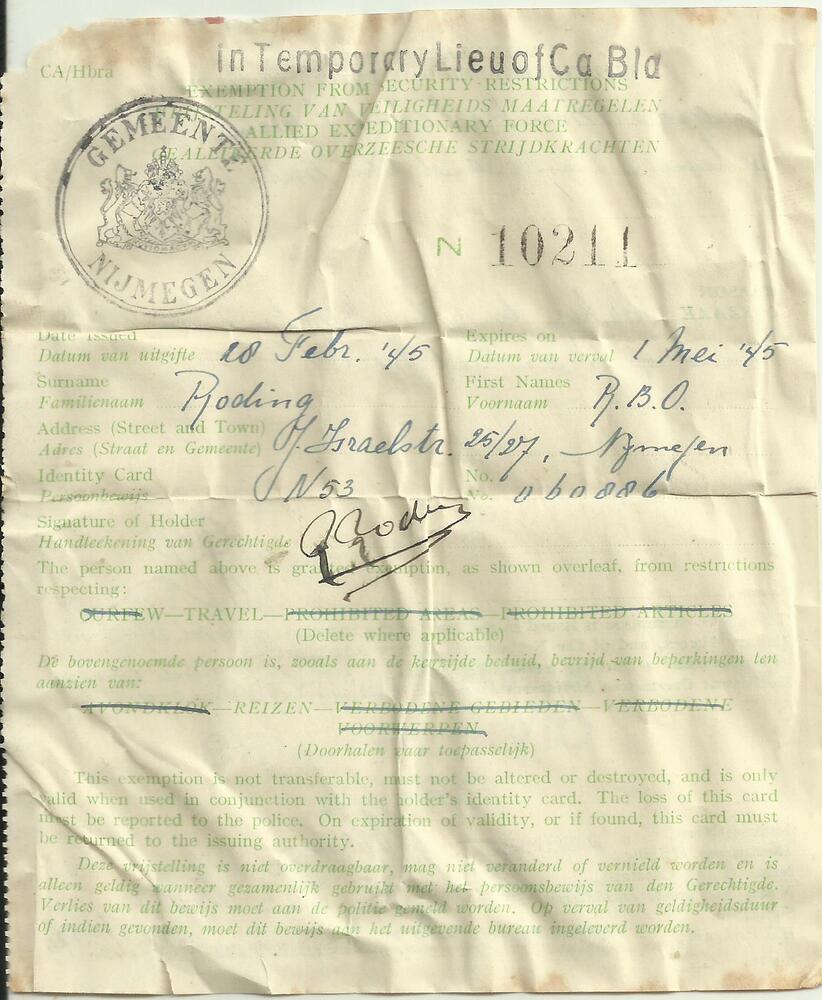 in Temporary Lieu of Ca Bla
CA/Hbra
EXEMPTION FROM SECURITY RESTRICTIONS
STELING VAN VEILIGHEIDS MAATREGELEN
ALLIED EXPEDITIONARY FORCE
EALLIEERDE OVERZEESCHE STRIJDKRACHTEN
GEMEENTE
NIJMEGEN
N 10211
Date Issued
Datum van uitgifte 28 Febr. '45
Expires on
Datum van verval 1 Mei '45
Surname
Familienaam Roding
First Names
Voornaam R.B.O.
Address (Street and Town)
Adres (Straat en Gemeente) J. Israelstr. 25/27, Nijmegen
Identity Card
Persoonbewijs N53
No.
No. 060886
Signature of Holder
Handteekening van Gerechtigde Roding
The person named above is granted exemption, as shown overleaf, from restrictions
respecting:
CURFEW—TRAVEL—PROHIBITED AREAS—PROHIBITED ARTICLES
(Delete where applicable)
De bovengenoemde persoon is, zooals aan de keerzijde beduid, bevrijd van beperkingen ten
aanzien van:
AVONDKLOK—REIZEN—VERBODENE GEBIEDEN—VERBODENE
VOORWERPEN.
(Doorhalen waar toepasselijk)
This exemption is not transferable, must not be altered or destroyed, and is only
valid when used in conjunction with the holder's identity card. The loss of this card
must be reported to the police. On expiration of validity, or if found, this card must
be returned to the issuing authority.
Deze vrijstelling is niet overdraagbaar, mag niet veranderd of vernield worden en is
alleen geldig wanneer gezamenlijk gebruikt met het persoonsbewijs van den Gerechtigde.
Verlies van dit bewijs moet aan de politie gemeld worden. Op verval van geldigheidsduur
of indien gevonden, moet dit bewijs aan het uitgevende bureau ingeleverd worden.